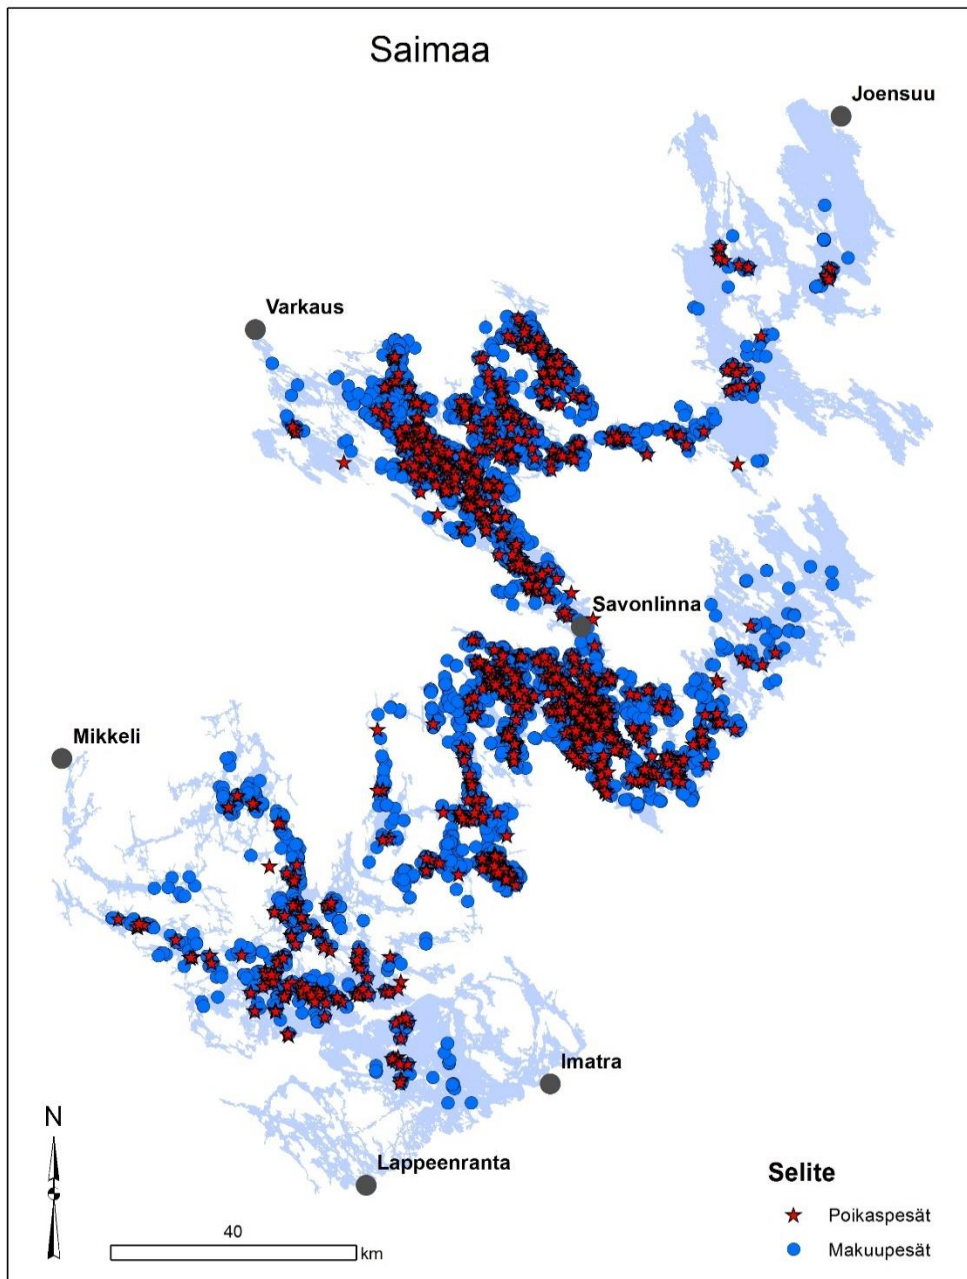 Saimaa
Joensuu
Varkaus
Savonlinna
Mikkeli
Imatra
Lappeenranta
N
40
km
Selite
Poikaspesät
Makuupesät